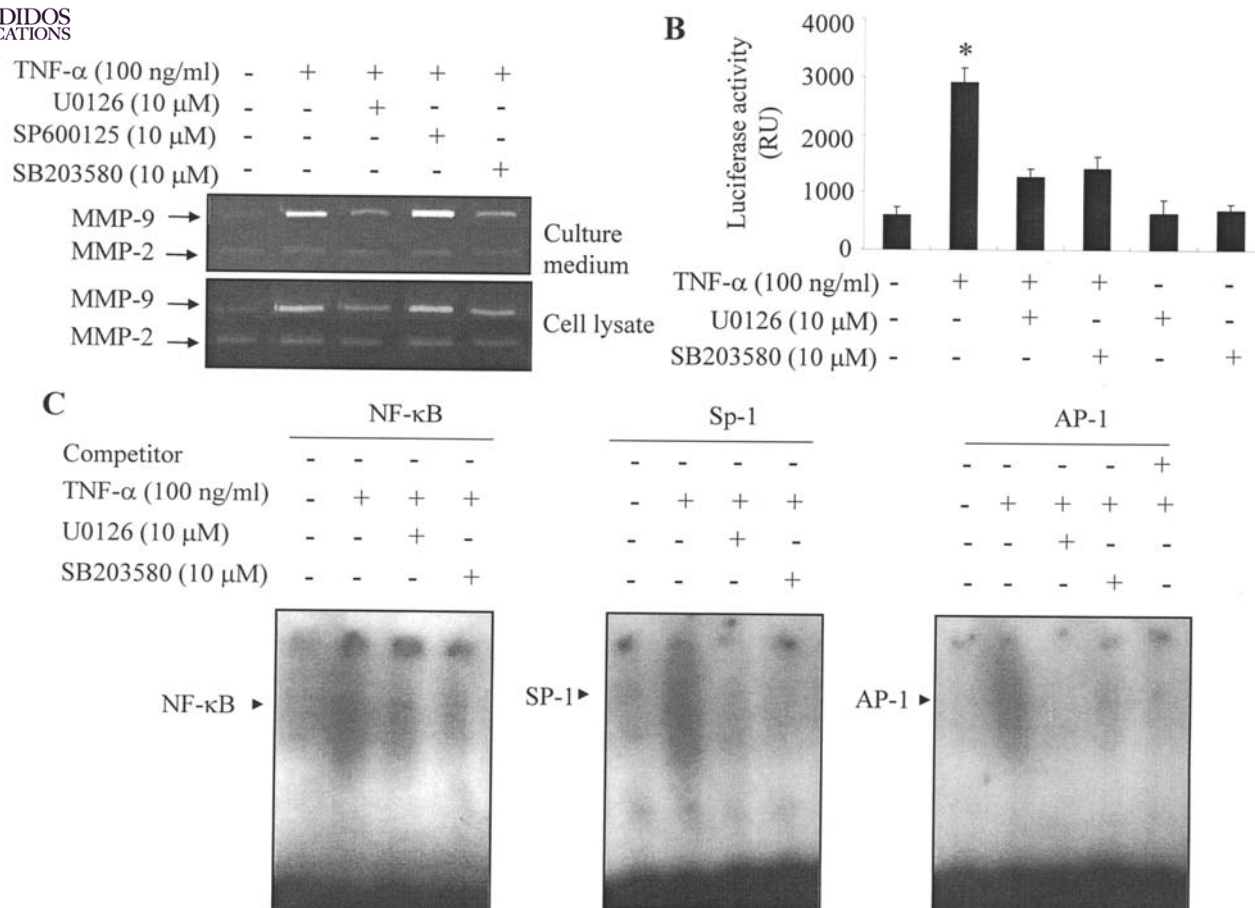 DIDOS
CATIONS
TNF-α (100 ng/ml) - + + + +
U0126 (10 μM) - - + - -
SP600125 (10 μM) - - - + -
SB203580 (10 μM) - - - - +
MMP-9
MMP-2
Culture medium
MMP-9
MMP-2
Cell lysate
B
Luciferase activity
(RU)
4000
3000
2000
1000
0
*
TNF-α (100 ng/ml) - + + + - -
U0126 (10 μM) - - + - + -
SB203580 (10 μM) - - - + - +
C
NF-κB Sp-1 AP-1
Competitor - - - - - - - - - - - - +
TNF-α (100 ng/ml) - + + + - + + + - + + + +
U0126 (10 μM) - - + - - - + - - - + - -
SB203580 (10 μM) - - - + - - - + - - - + -
NF-κB SP-1 AP-1